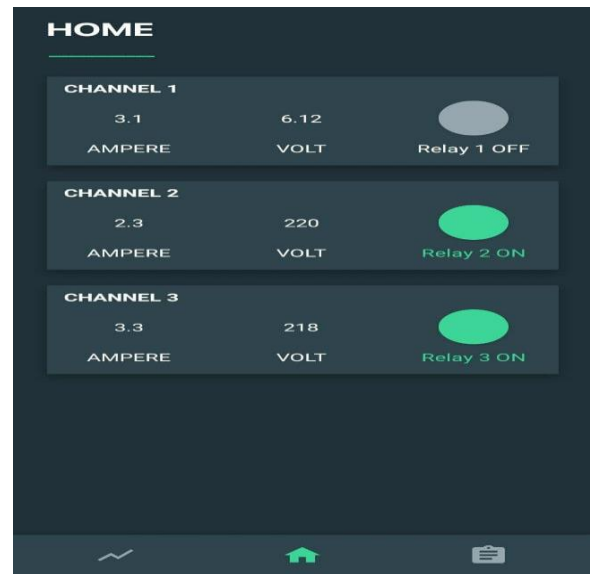 HOME
CHANNEL 1
3.1 6.12
AMPERE VOLT Relay 1 OFF
CHANNEL 2
2.3 220
AMPERE VOLT Relay 2 ON
CHANNEL 3
3.3 218
AMPERE VOLT Relay 3 ON